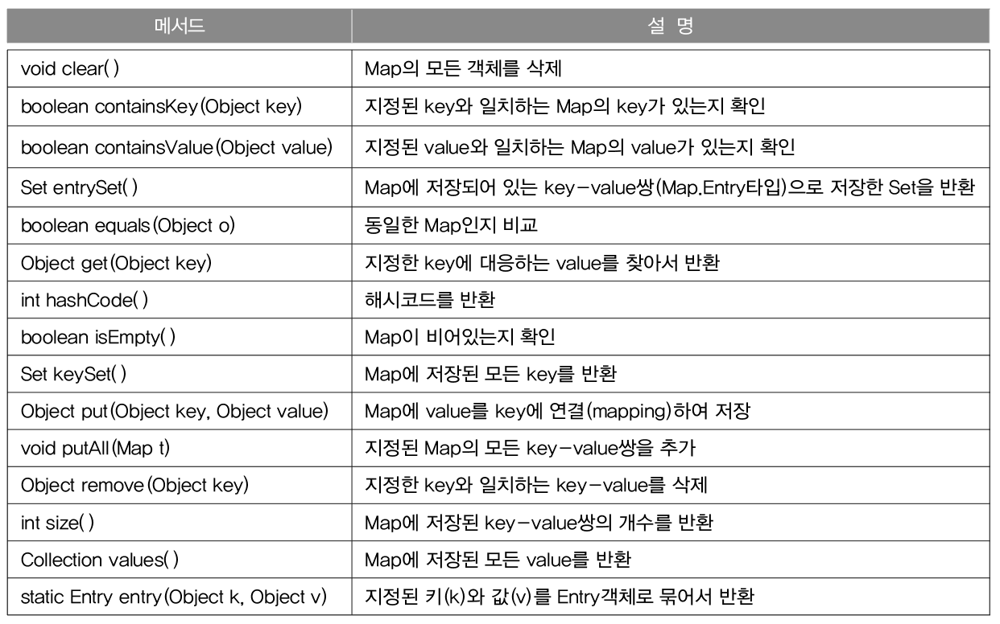 메서드 설 명
void clear( ) Map의 모든 객체를 삭제
boolean containsKey(Object key) 지정된 key와 일치하는 Map의 key가 있는지 확인
boolean containsValue(Object value) 지정된 value와 일치하는 Map의 value가 있는지 확인
Set entrySet( ) Map에 저장되어 있는 key-value쌍(Map.Entry타입)으로 저장한 Set을 반환
boolean equals(Object o) 동일한 Map인지 비교
Object get(Object key) 지정한 key에 대응하는 value를 찾아서 반환
int hashCode( ) 해시코드를 반환
boolean isEmpty( ) Map이 비어있는지 확인
Set keySet( ) Map에 저장된 모든 key를 반환
Object put(Object key, Object value) Map에 value를 key에 연결(mapping)하여 저장
void putAll(Map t) 지정된 Map의 모든 key-value쌍을 추가
Object remove(Object key) 지정한 key와 일치하는 key-value를 삭제
int size( ) Map에 저장된 key-value쌍의 개수를 반환
Collection values( ) Map에 저장된 모든 value를 반환
static Entry entry(Object k, Object v) 지정된 키(k)와 값(v)를 Entry객체로 묶어서 반환